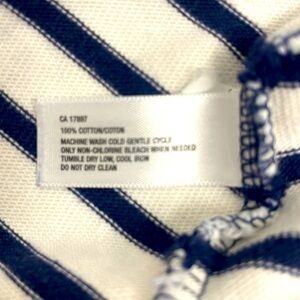 CA 17897
100% COTTON/COTON
MACHINE WASH COLD GENTLE CYCLE
ONLY NON-CHLORINE BLEACH WHEN NEEDED
TUMBLE DRY LOW, COOL IRON
DO NOT DRY CLEAN